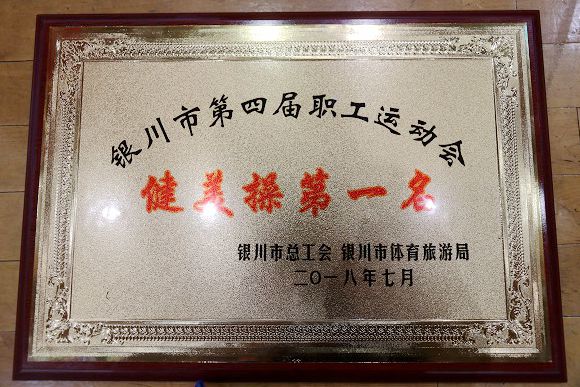 银川市第四届职工运动会
健美操第一名
银川市总工会 银川市体育旅游局
二〇一八年七月